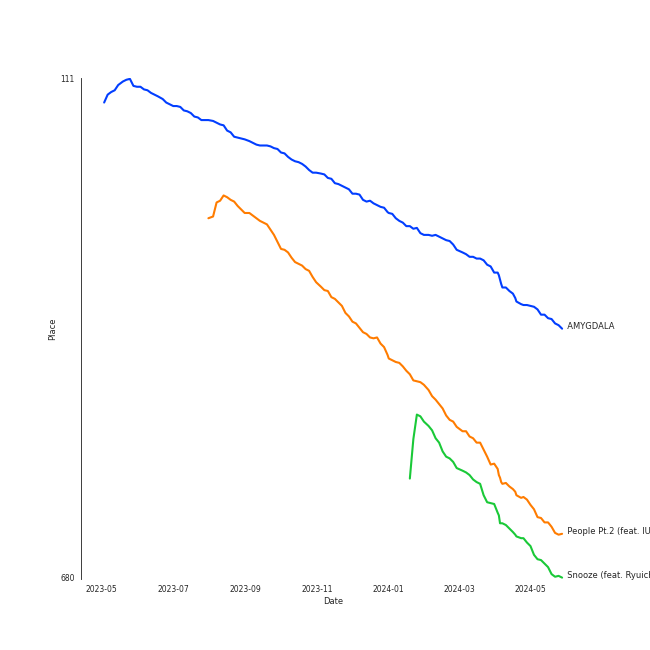 111
AMYGDALA
Place
People Pt.2 (feat. IU
Snooze (feat. Ryuic
680
2023-05 2023-07 2023-09 2023-11 2024-01 2024-03 2024-05
Date